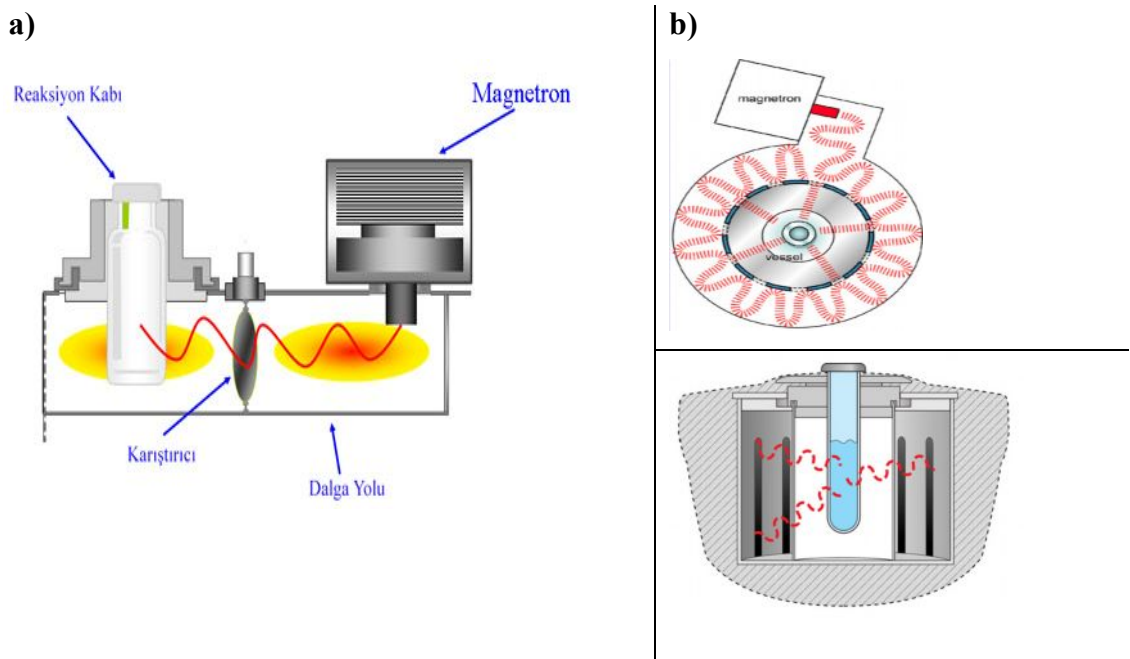 a)
b)
Reaksiyon Kabı
Magnetron
Karıştırıcı
Dalga Yolu
magnetron
vessel